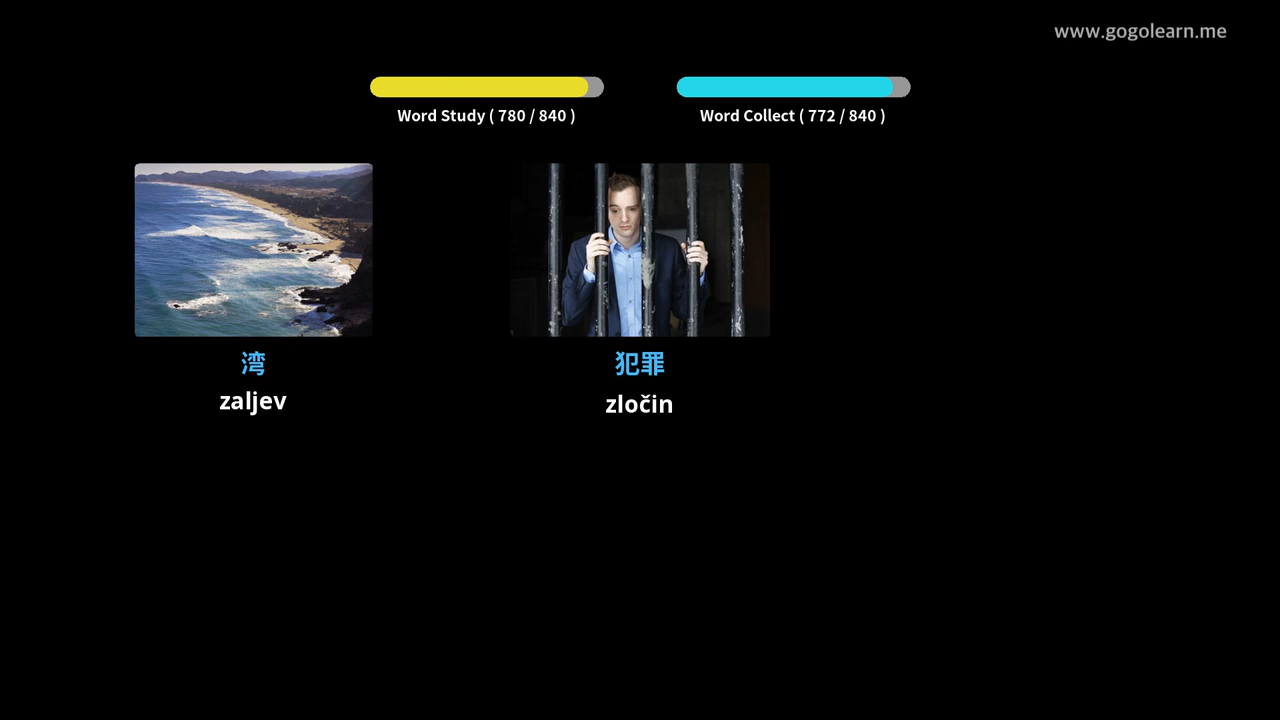 www.gogolearn.me
Word Study ( 780 / 840 )
Word Collect ( 772 / 840 )
湾
zaljev
犯罪
zločin